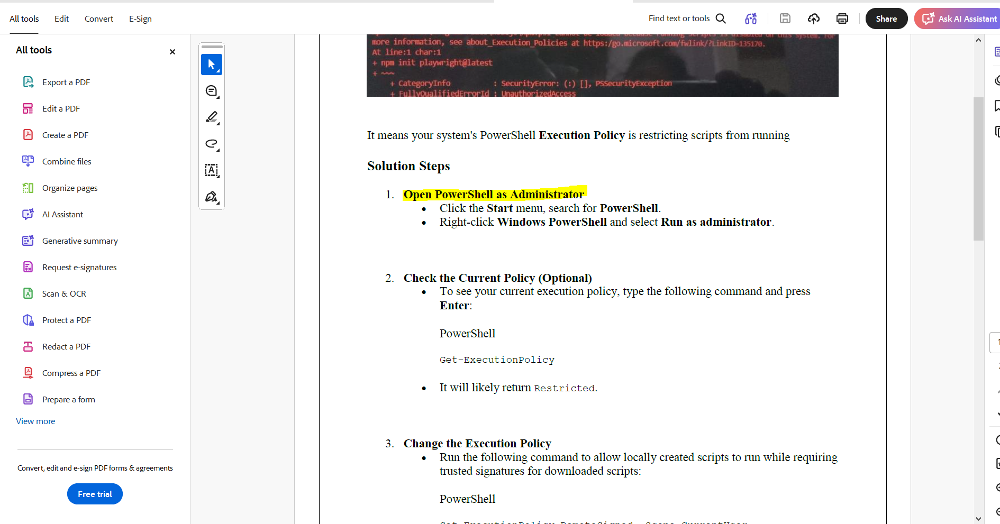 All tools
Edit
Convert
E-Sign
Find text or tools
Share
Ask AI Assistant
All tools
Export a PDF
Edit a PDF
Create a PDF
Combine files
Organize pages
AI Assistant
Generative summary
Request e-signatures
Scan & OCR
Protect a PDF
Redact a PDF
Compress a PDF
Prepare a form
View more
Convert, edit and e-sign PDF forms & agreements
Free trial
more information, see about_Execution_Policies at https:/go.microsoft.com/fwlink/?LinkID=135170.
At line:1 char:1
+ npm init playwright@latest
+ ~~~
+ CategoryInfo : SecurityError: (:) [], PSSecurityException
+ FullyQualifiedErrorId : UnauthorizedAccess
It means your system's PowerShell Execution Policy is restricting scripts from running
Solution Steps
1. Open PowerShell as Administrator
• Click the Start menu, search for PowerShell.
• Right-click Windows PowerShell and select Run as administrator.
2. Check the Current Policy (Optional)
• To see your current execution policy, type the following command and press
Enter:
PowerShell
Get-ExecutionPolicy
• It will likely return Restricted.
3. Change the Execution Policy
• Run the following command to allow locally created scripts to run while requiring
trusted signatures for downloaded scripts:
PowerShell